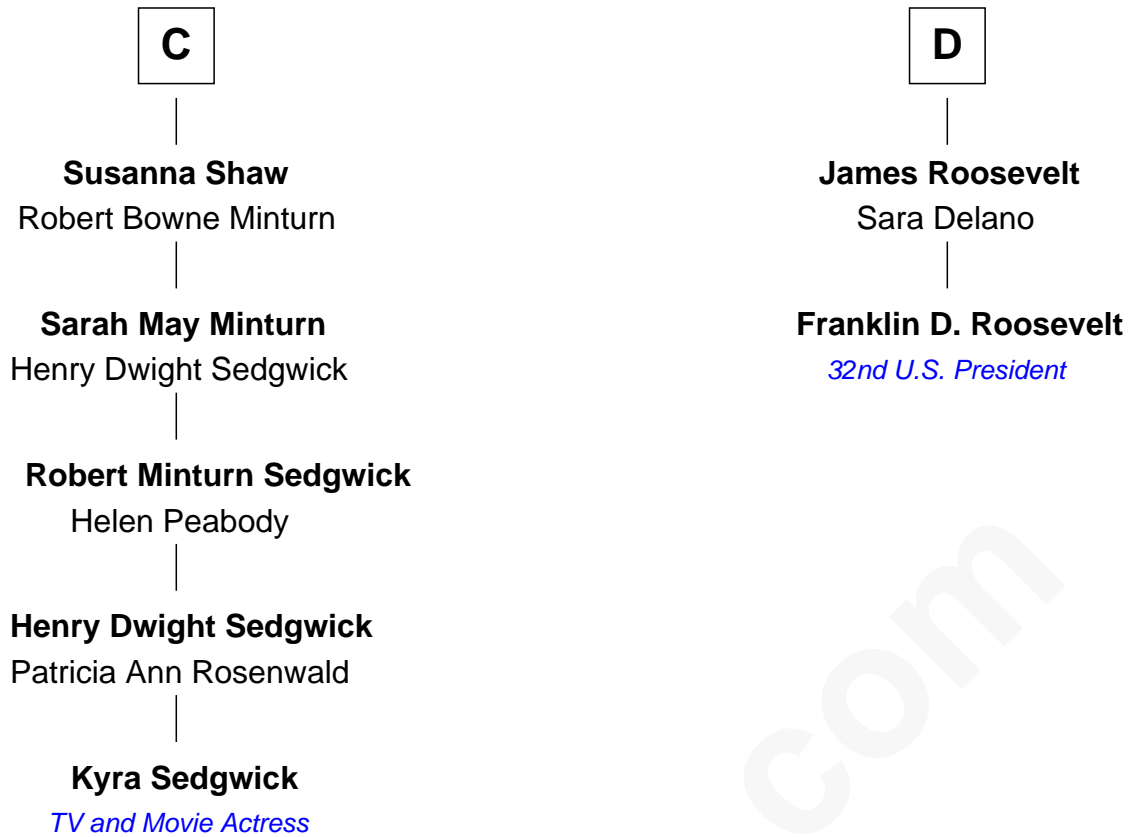 C
Susanna Shaw
Robert Bowne Minturn
Sarah May Minturn
Henry Dwight Sedgwick
Robert Minturn Sedgwick
Helen Peabody
Henry Dwight Sedgwick
Patricia Ann Rosenwald
Kyra Sedgwick
TV and Movie Actress
D
James Roosevelt
Sara Delano
Franklin D. Roosevelt
32nd U.S. President
com